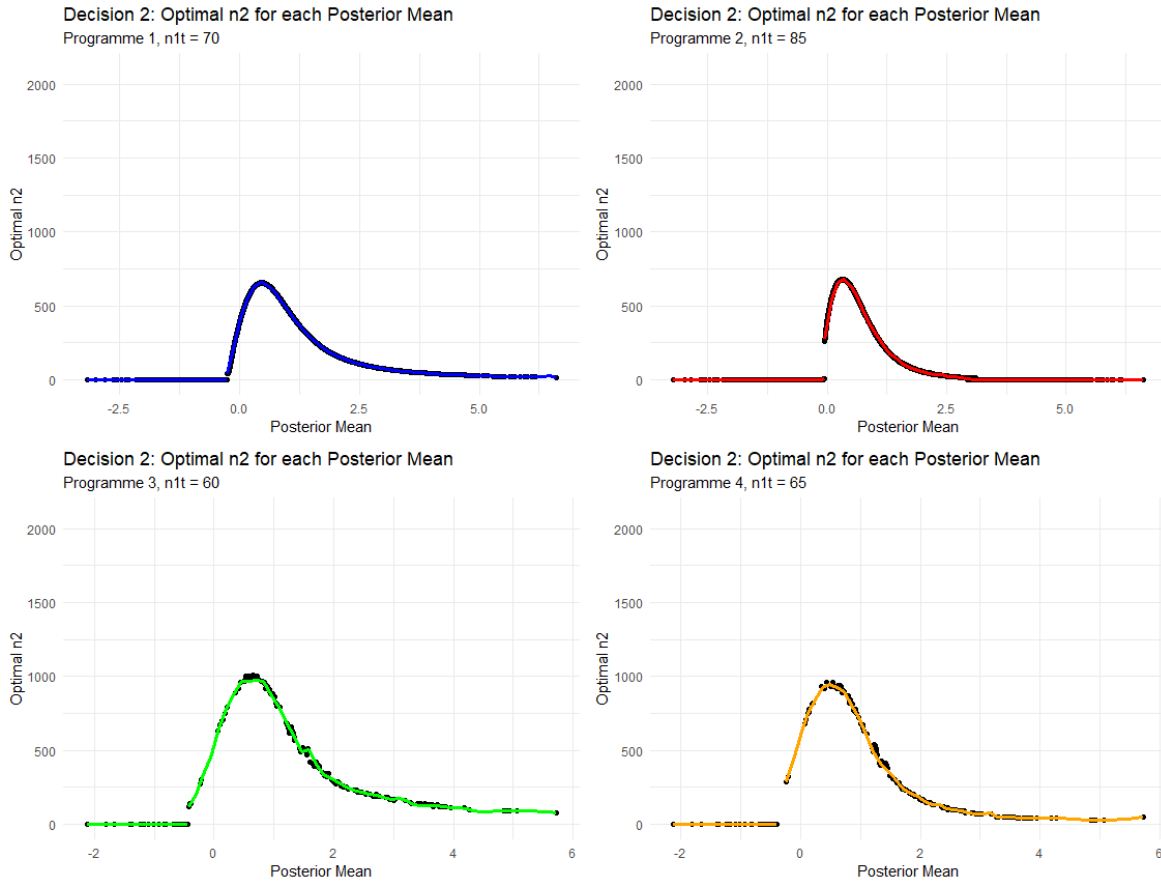 Decision 2: Optimal n2 for each Posterior Mean
Programme 1, n1t = 70
2000
1500
1000
500
0
Optimal n2
-2.5
0.0
2.5
5.0
Posterior Mean
Decision 2: Optimal n2 for each Posterior Mean
Programme 2, n1t = 85
2000
1500
1000
500
0
Optimal n2
-2.5
0.0
2.5
5.0
Posterior Mean
Decision 2: Optimal n2 for each Posterior Mean
Programme 3, n1t = 60
2000
1500
1000
500
0
Optimal n2
-2
0
2
4
6
Posterior Mean
Decision 2: Optimal n2 for each Posterior Mean
Programme 4, n1t = 65
2000
1500
1000
500
0
Optimal n2
-2
0
2
4
6
Posterior Mean